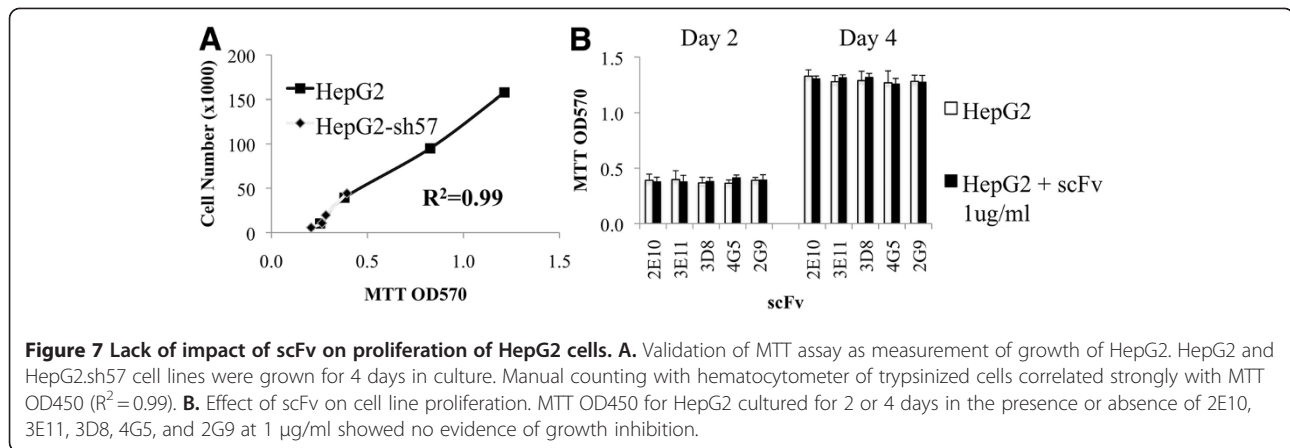 A
200
150
100
50
0
Cell Number (x1000)
HepG2
HepG2-sh57
R²=0.99
0.0 0.5 1.0 1.5
MTT OD570
B
Day 2 Day 4
1.5
1.0
0.5
0.0
MTT OD570
2E10 3E11 3D8 4G5 2G9 2E10 3E11 3D8 4G5 2G9
scFv
HepG2
HepG2 + scFv
1ug/ml
Figure 7 Lack of impact of scFv on proliferation of HepG2 cells. A. Validation of MTT assay as measurement of growth of HepG2. HepG2 and
HepG2.sh57 cell lines were grown for 4 days in culture. Manual counting with hematocytometer of trypsinized cells correlated strongly with MTT
OD450 (R² = 0.99). B. Effect of scFv on cell line proliferation. MTT OD450 for HepG2 cultured for 2 or 4 days in the presence or absence of 2E10,
3E11, 3D8, 4G5, and 2G9 at 1 μg/ml showed no evidence of growth inhibition.